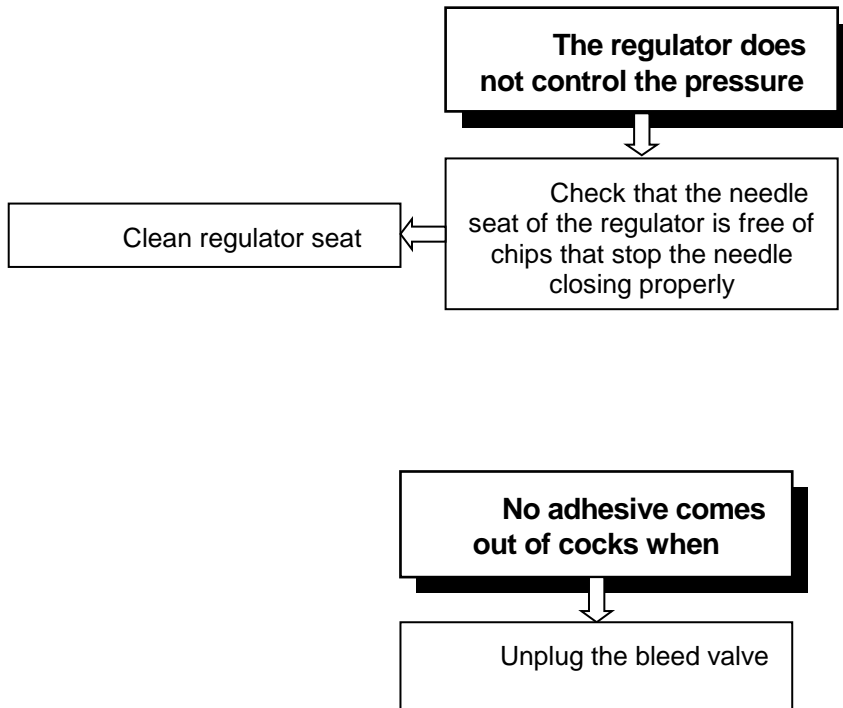 The regulator does
not control the pressure
Check that the needle
seat of the regulator is free of
chips that stop the needle
closing properly
Clean regulator seat
No adhesive comes
out of cocks when
Unplug the bleed valve